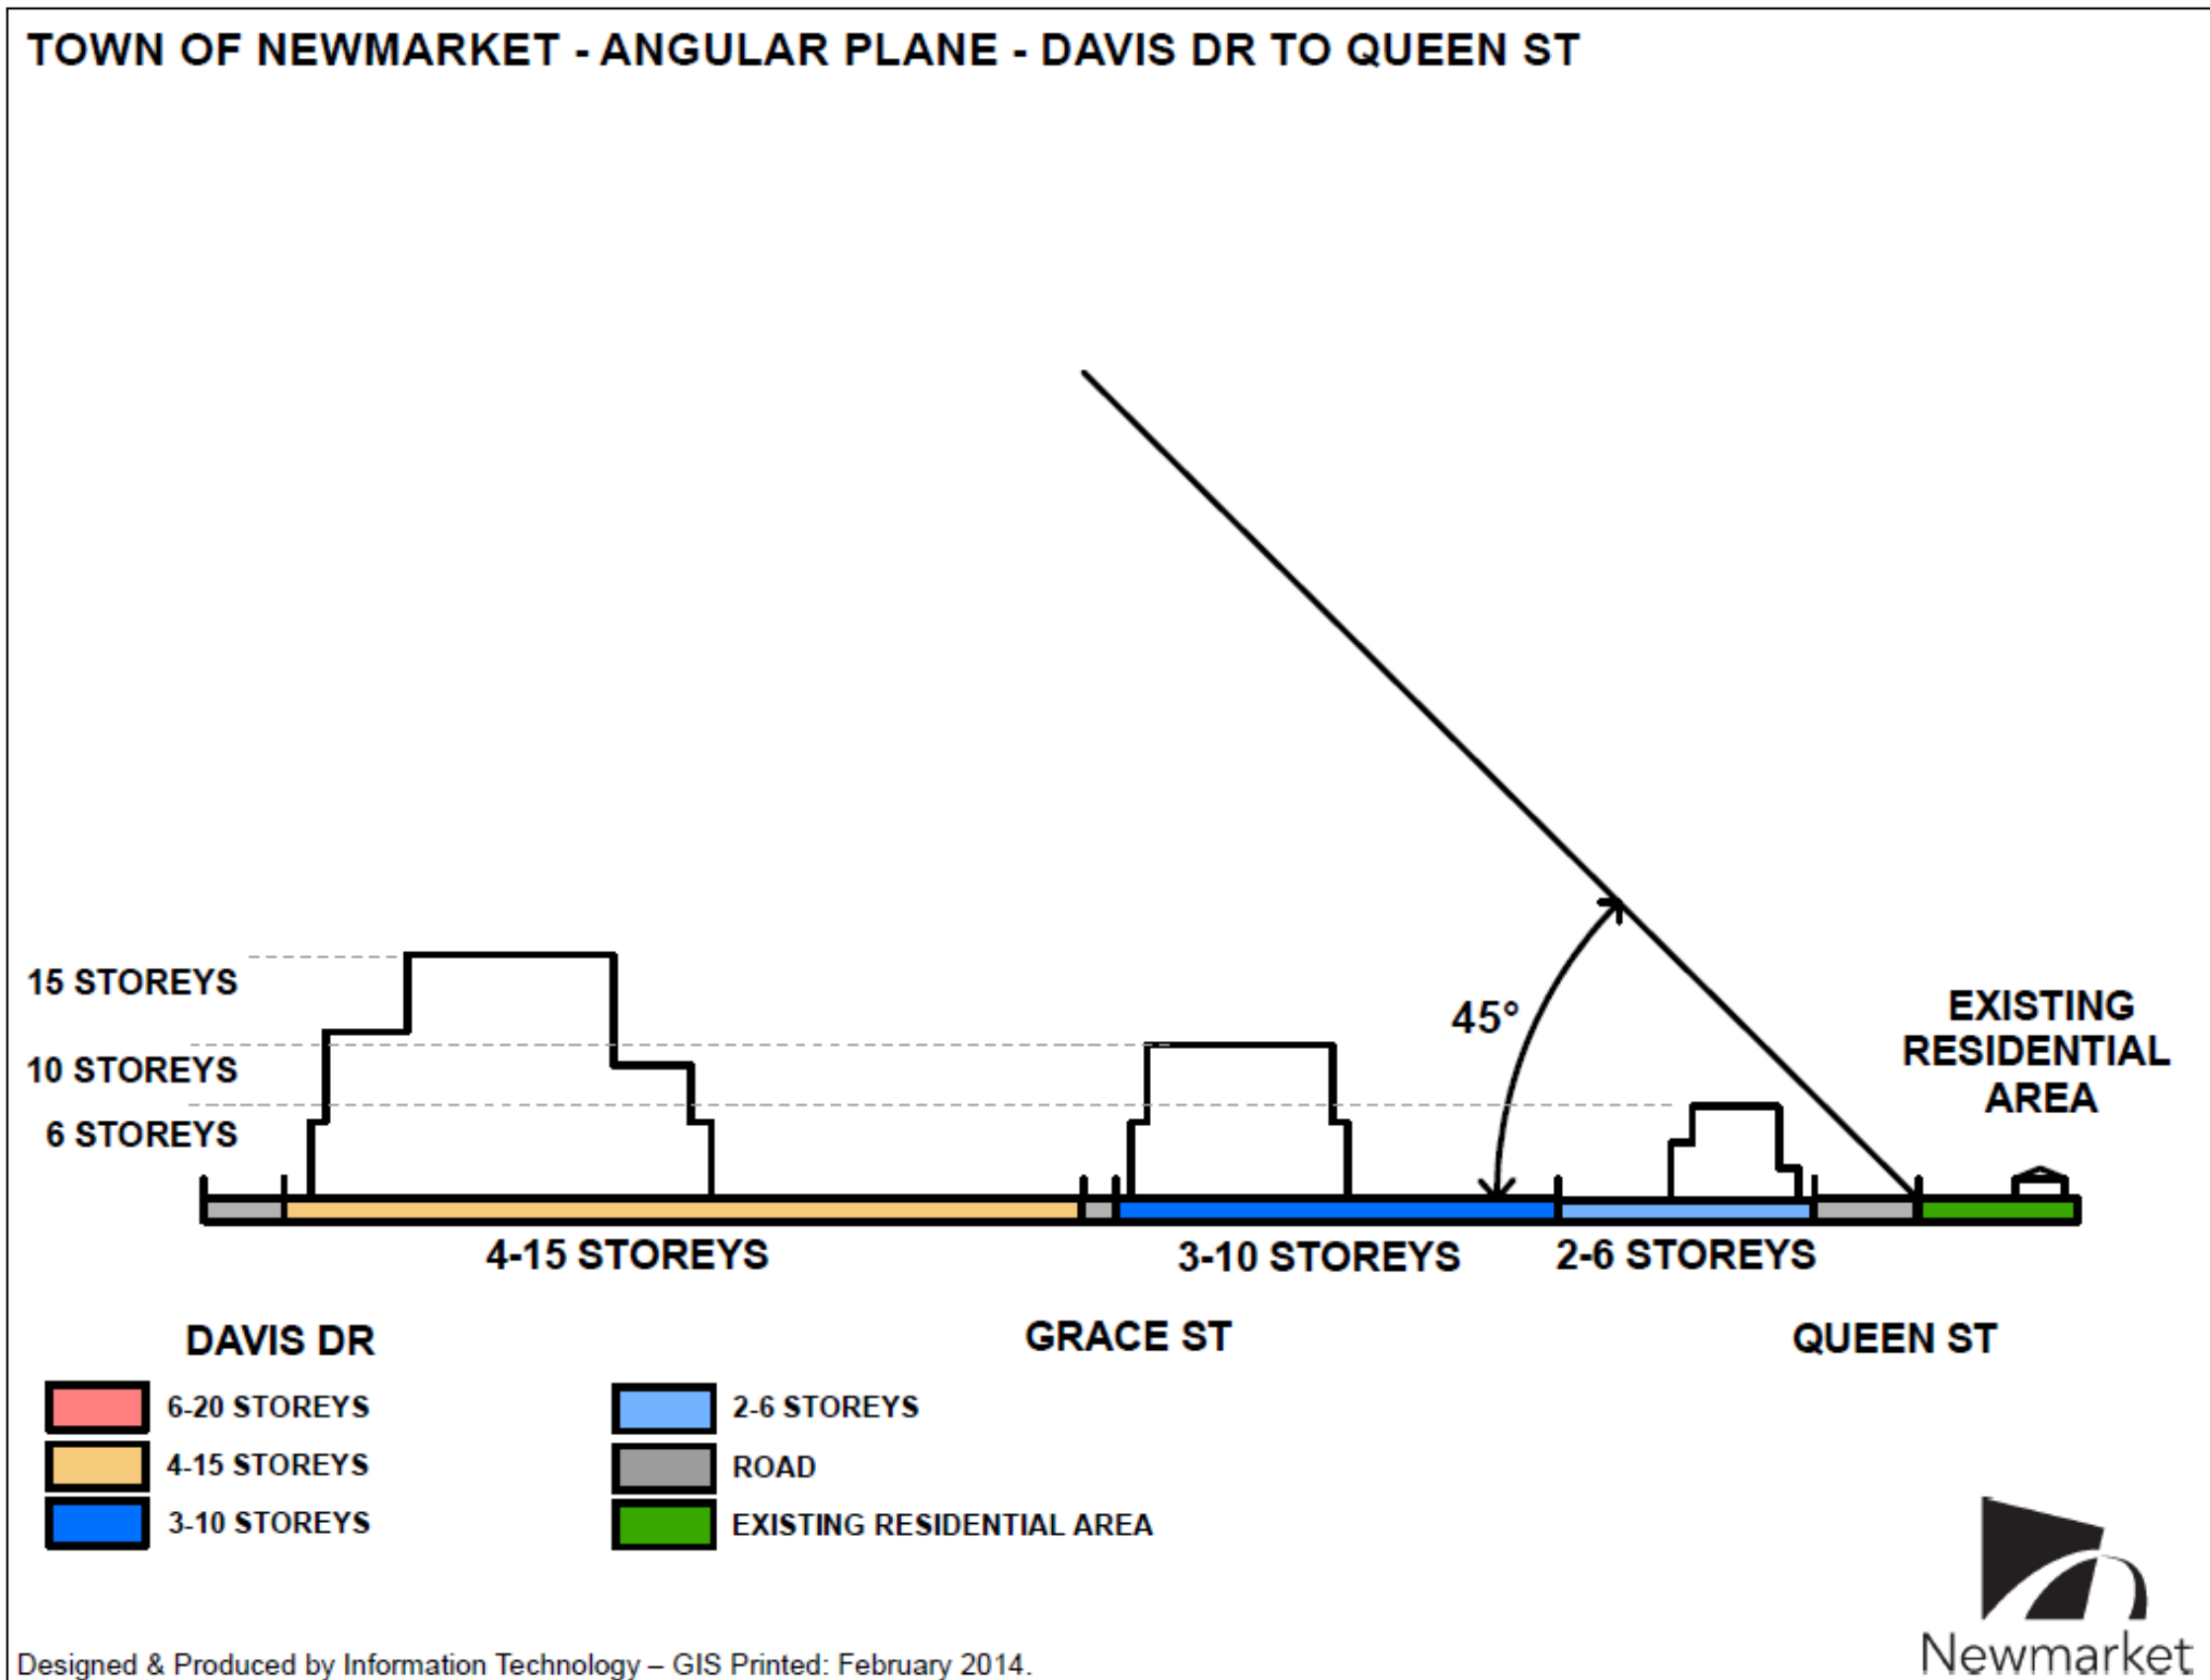 TOWN OF NEWMARKET - ANGULAR PLANE - DAVIS DR TO QUEEN ST
15 STOREYS
10 STOREYS
6 STOREYS
45°
EXISTING
RESIDENTIAL
AREA
4-15 STOREYS
3-10 STOREYS
2-6 STOREYS
DAVIS DR
GRACE ST
QUEEN ST
6-20 STOREYS
4-15 STOREYS
3-10 STOREYS
2-6 STOREYS
ROAD
EXISTING RESIDENTIAL AREA
Newmarket
Designed & Produced by Information Technology – GIS Printed: February 2014.